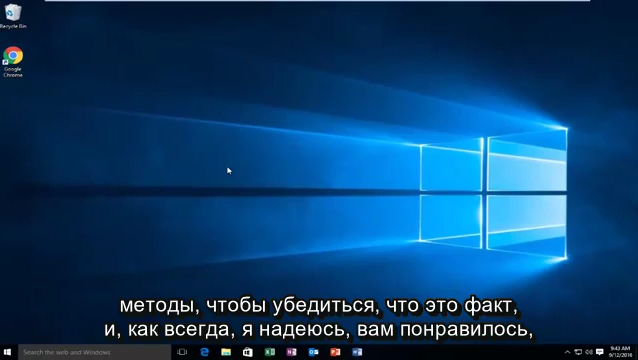 Recycle Bin
Google
Chrome
методы, чтобы убедиться, что это факт,
и, как всегда, я надеюсь, вам понравилось,
Search the web and Windows
9:43 AM
9/12/2016